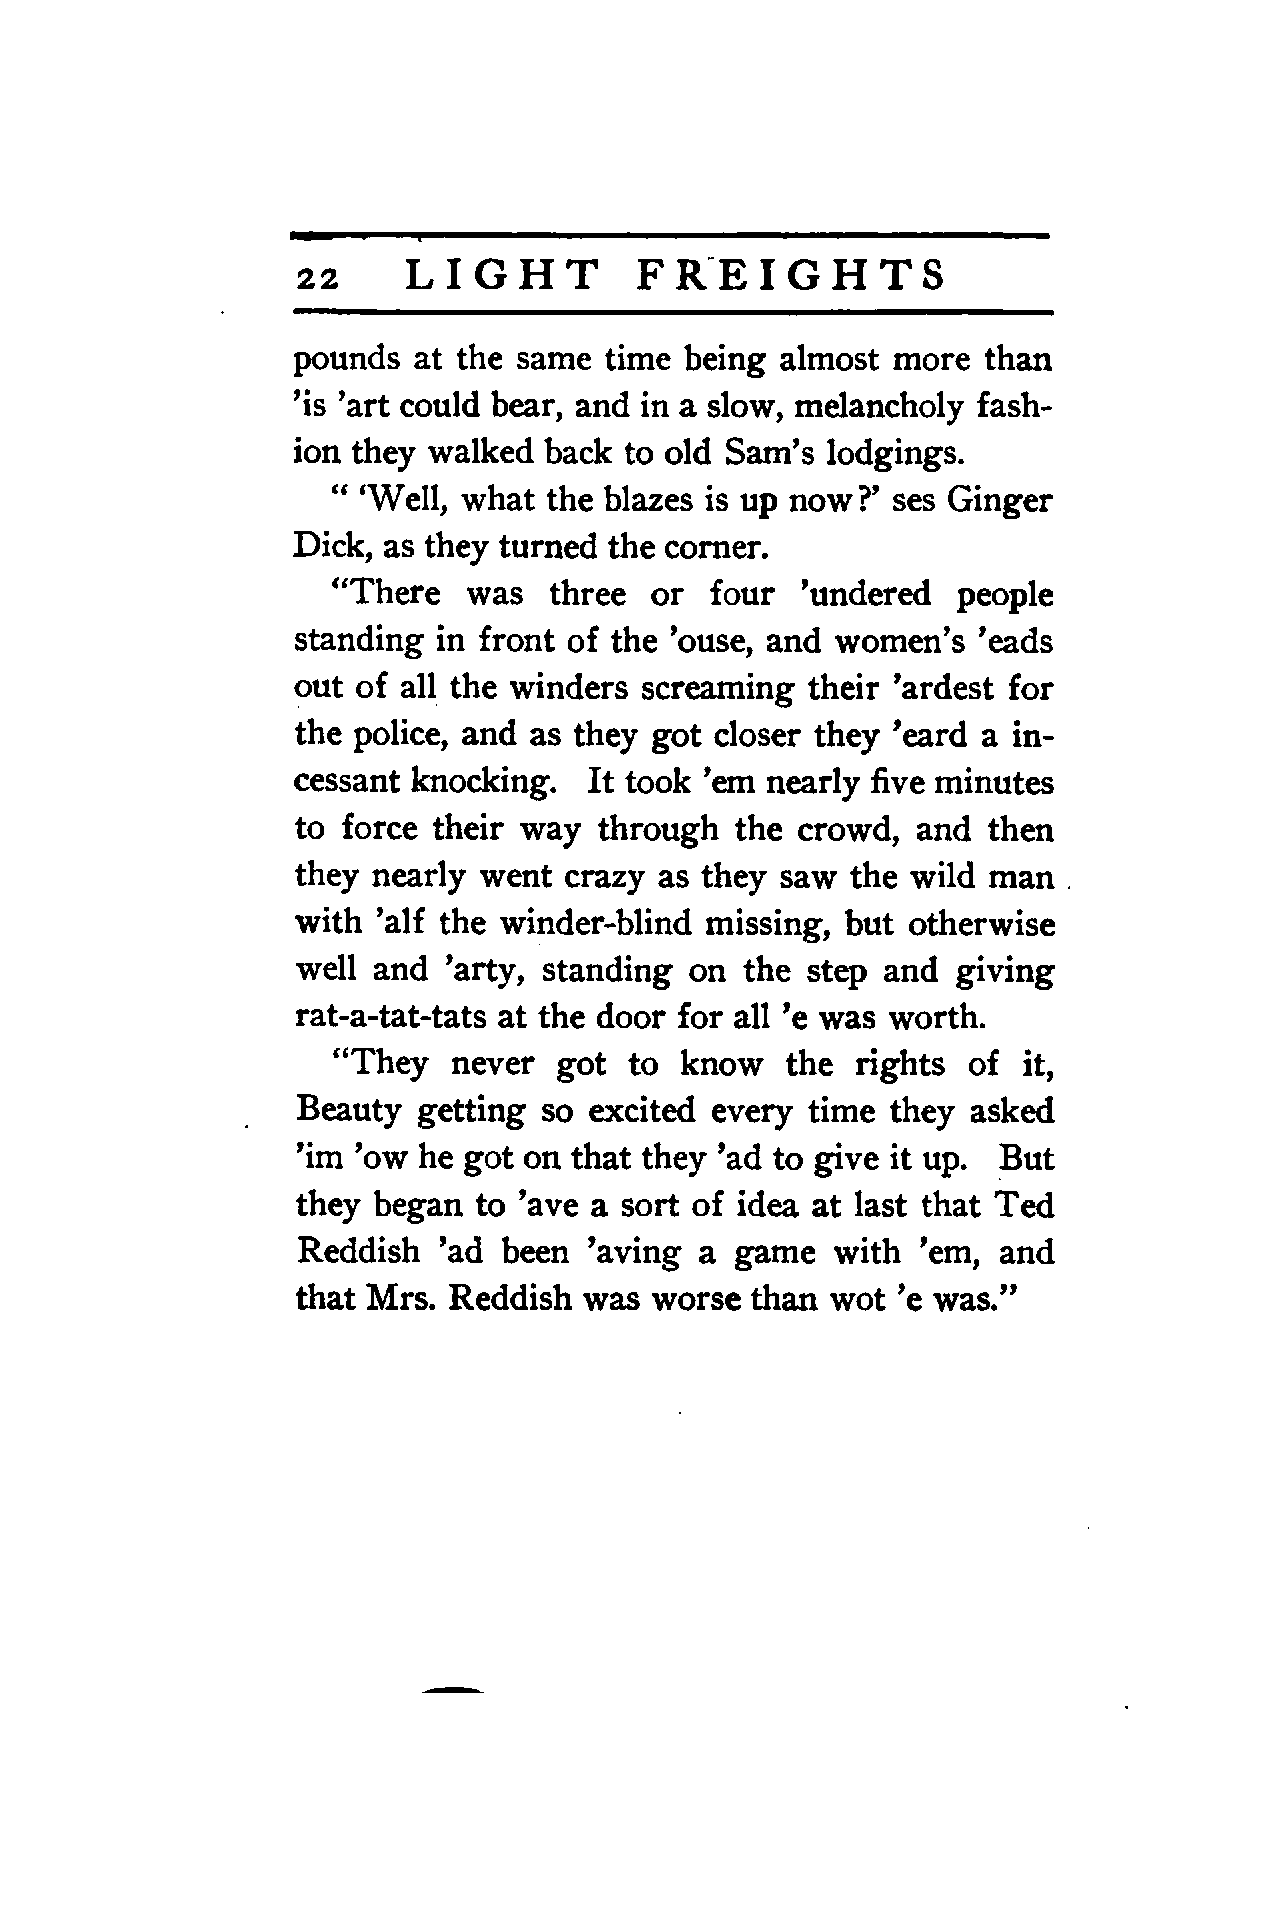 22 LIGHT FREIGHTS
pounds at the same time being almost more than
’is ’art could bear, and in a slow, melancholy fash-
ion they walked back to old Sam’s lodgings.
“ ‘Well, what the blazes is up now?’ ses Ginger
Dick, as they turned the corner.
“There was three or four ’undered people
standing in front of the ’ouse, and women’s ’eads
out of all the winders screaming their ’ardest for
the police, and as they got closer they ’eard a in-
cessant knocking. It took ’em nearly five minutes
to force their way through the crowd, and then
they nearly went crazy as they saw the wild man
with ’alf the winder-blind missing, but otherwise
well and ’arty, standing on the step and giving
rat-a-tat-tats at the door for all ’e was worth.
“They never got to know the rights of it,
Beauty getting so excited every time they asked
’im ’ow he got on that they ’ad to give it up. But
they began to ’ave a sort of idea at last that Ted
Reddish ’ad been ’aving a game with ’em, and
that Mrs. Reddish was worse than wot ’e was.”